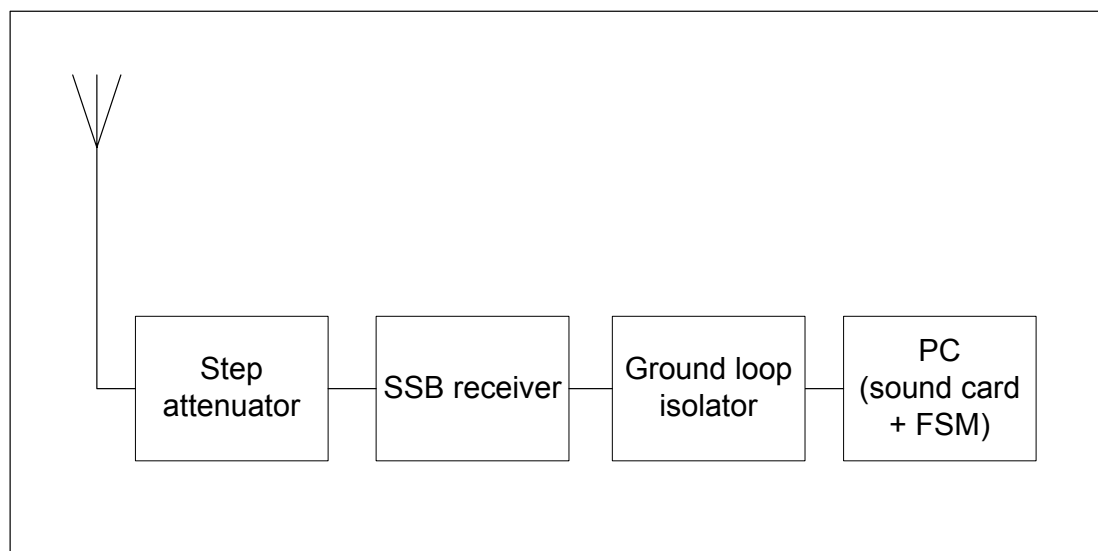 Step
attenuator
SSB receiver
Ground loop
isolator
PC
(sound card
+ FSM)